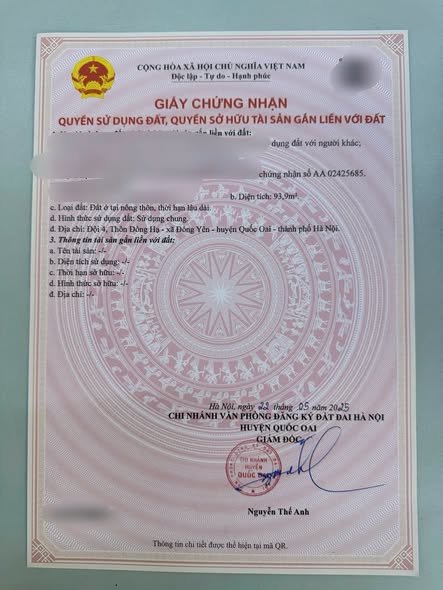 CỘNG HÒA XÃ HỘI CHỦ NGHĨA VIỆT NAM
Độc lập - Tự do - Hạnh phúc
GIẤY CHỨNG NHẬN
QUYỀN SỬ DỤNG ĐẤT, QUYỀN SỞ HỮU TÀI SẢN GẮN LIỀN VỚI ĐẤT
gắn liền với đất:
dụng đất với người khác;
chứng nhận số AA 02425685.
b. Diện tích: 93,9m².
c. Loại đất: Đất ở tại nông thôn, thời hạn lâu dài.
d. Hình thức sử dụng đất: Sử dụng chung.
đ. Địa chỉ: Đội 4, Thôn Đông Hạ - xã Đông Yên - huyện Quốc Oai - thành phố Hà Nội.
3. Thông tin tài sản gắn liền với đất:
a. Tên tài sản: -/-
b. Diện tích sử dụng: -/-
c. Thời hạn sở hữu: -/-
d. Hình thức sở hữu: -/-
đ. Địa chỉ: -/-
Hà Nội, ngày 22 tháng 05 năm 2025
CHI NHÁNH VĂN PHÒNG ĐĂNG KÝ ĐẤT ĐAI HÀ NỘI
HUYỆN QUỐC OAI
GIÁM ĐỐC
CHI NHÁNH
HUYỆN
QUỐC
Nguyễn Thế Anh
Thông tin chi tiết được thể hiện tại mã QR.